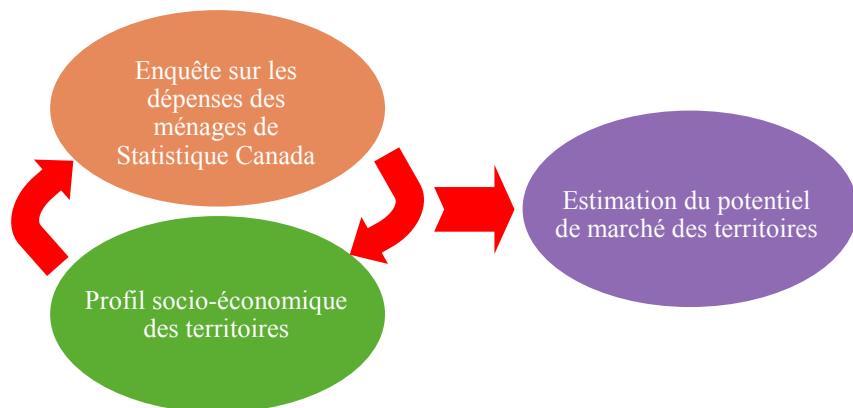 Enquête sur les
dépenses des
ménages de
Statistique Canada
Estimation du potentiel
de marché des territoires
Profil socio-économique
des territoires